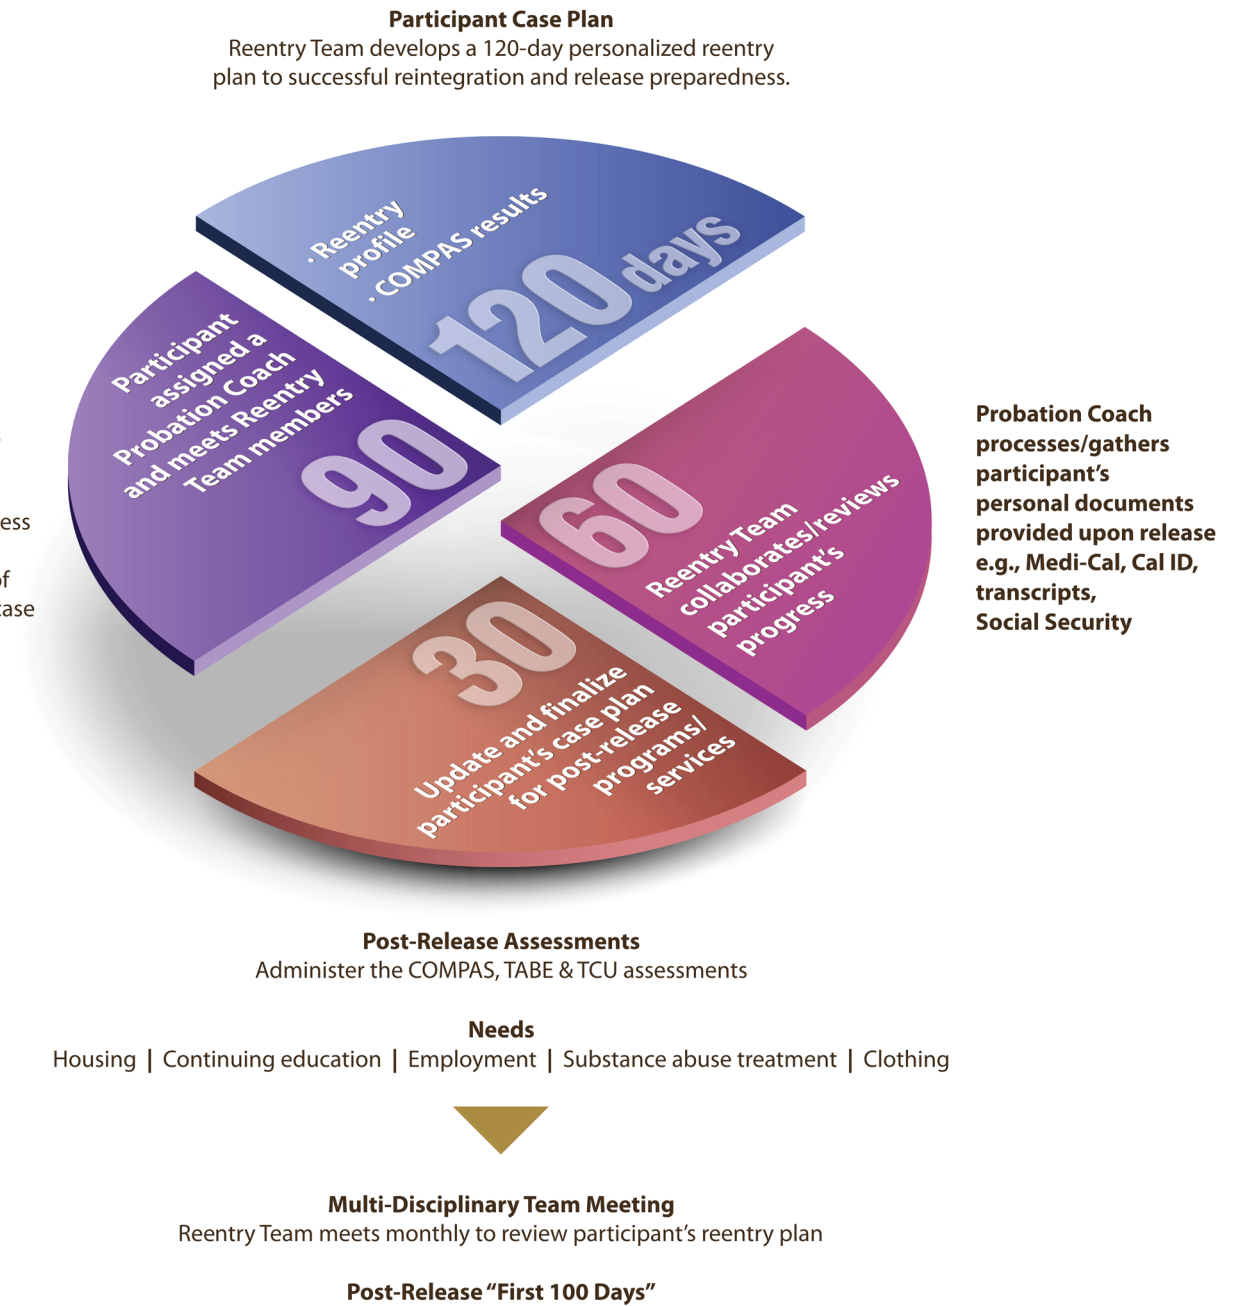 Participant Case Plan
Reentry Team develops a 120-day personalized reentry
plan to successful reintegration and release preparedness.
· Reentry
profile
· COMPAS results
120 days
Participant
assigned a
Probation Coach
and meets Reentry
Team members
90
60
Reentry Team
collaborates/reviews
participant's
progress
30
Update and finalize
participant's case plan
for post-release
programs/
services
ess
of
case
Probation Coach
processes/gathers
participant's
personal documents
provided upon release
e.g., Medi-Cal, Cal ID,
transcripts,
Social Security
Post-Release Assessments
Administer the COMPAS, TABE & TCU assessments
Needs
Housing | Continuing education | Employment | Substance abuse treatment | Clothing
Multi-Disciplinary Team Meeting
Reentry Team meets monthly to review participant's reentry plan
Post-Release “First 100 Days”